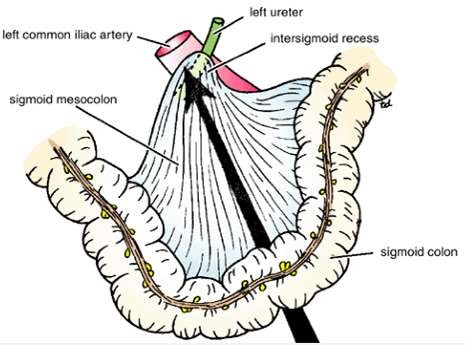 left ureter
left common iliac artery
intersigmoid recess
sigmoid mesocolon
sigmoid colon